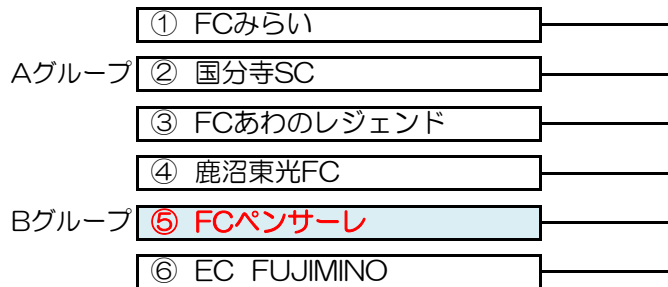 ① FCみらい
Aグループ ② 国分寺SC
③ FCあわのレジェンド
④ 鹿沼東光FC
Bグループ ⑤ FCペンサーレ
⑥ EC FUJIMINO